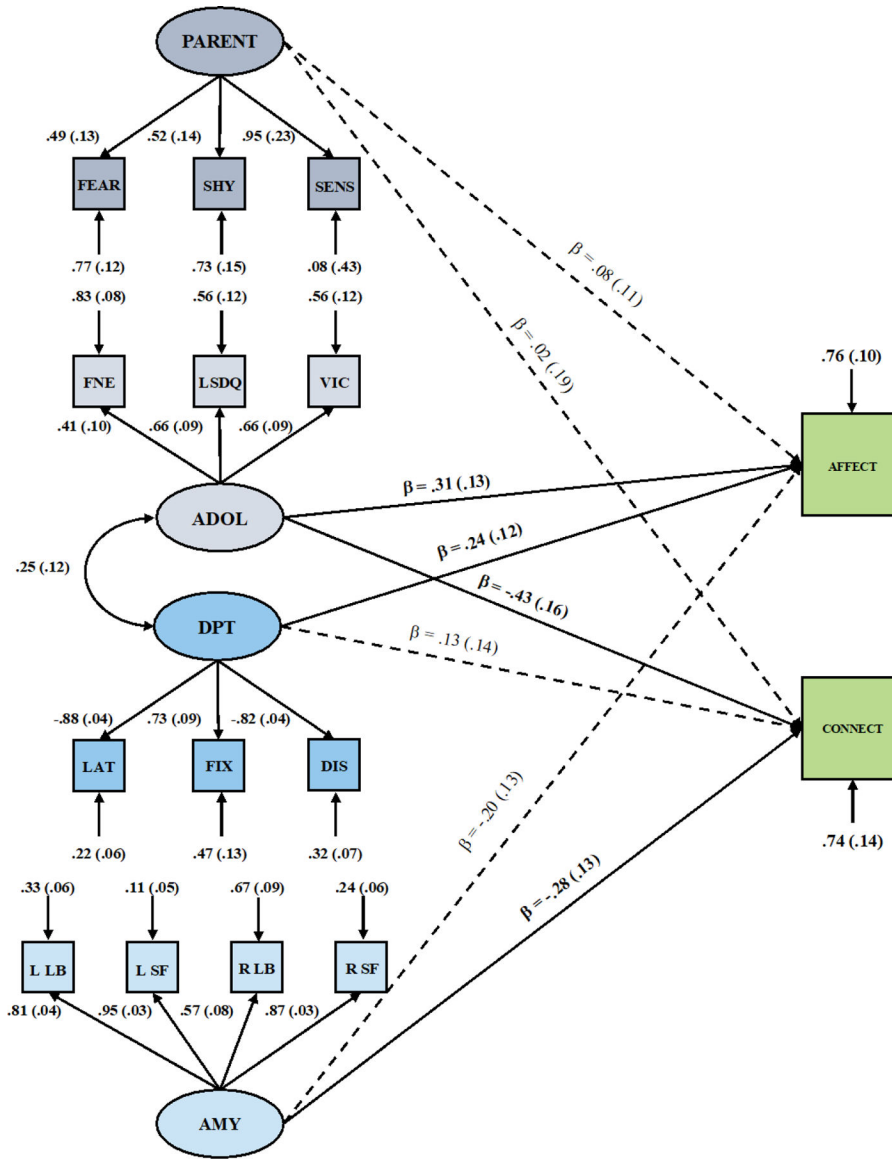 PARENT
.49 (.13)
.52 (.14)
.95 (.23)
FEAR
SHY
SENS
.77 (.12)
.73 (.15)
.08 (.43)
.83 (.08)
.56 (.12)
.56 (.12)
FNE
LSDQ
VIC
.41 (.10)
.66 (.09)
.66 (.09)
ADOL
.25 (.12)
DPT
-.88 (.04)
.73 (.09)
-.82 (.04)
LAT
FIX
DIS
.22 (.06)
.47 (.13)
.32 (.07)
.33 (.06)
.11 (.05)
.67 (.09)
.24 (.06)
L LB
L SF
R LB
R SF
.81 (.04)
.95 (.03)
.57 (.08)
.87 (.03)
AMY
β = .08 (.11)
β = .02 (.19)
β = .31 (.13)
β = .24 (.12)
β = -.43 (.16)
β = .13 (.14)
β = -.20 (.13)
β = -.28 (.13)
.76 (.10)
AFFECT
CONNECT
.74 (.14)